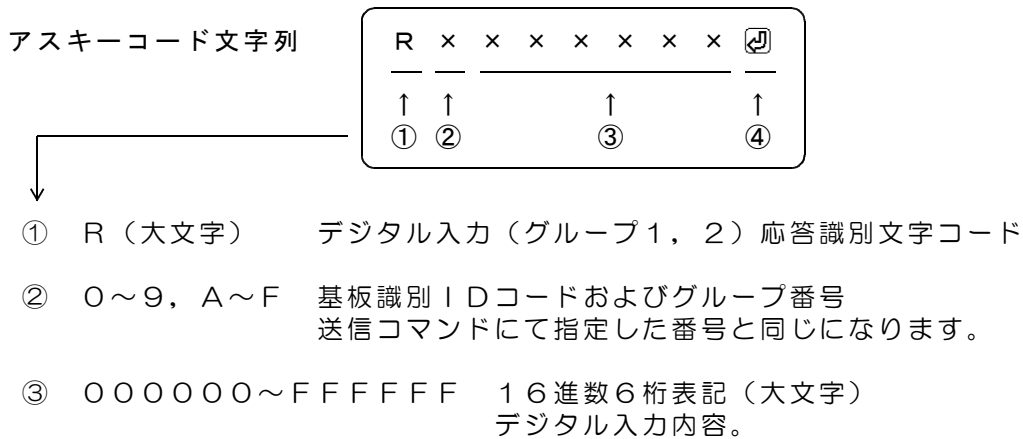 アスキーコード文字列 R × × × × × × × ⏎
↑ ↑ ↑ ↑
① ② ③ ④
① R（大文字） デジタル入力（グループ１，２）応答識別文字コード
② ０～９，Ａ～Ｆ 基板識別ＩＤコードおよびグループ番号
送信コマンドにて指定した番号と同じになります。
③ ００００００～ＦＦＦＦＦＦ １６進数６桁表記（大文字）
デジタル入力内容。